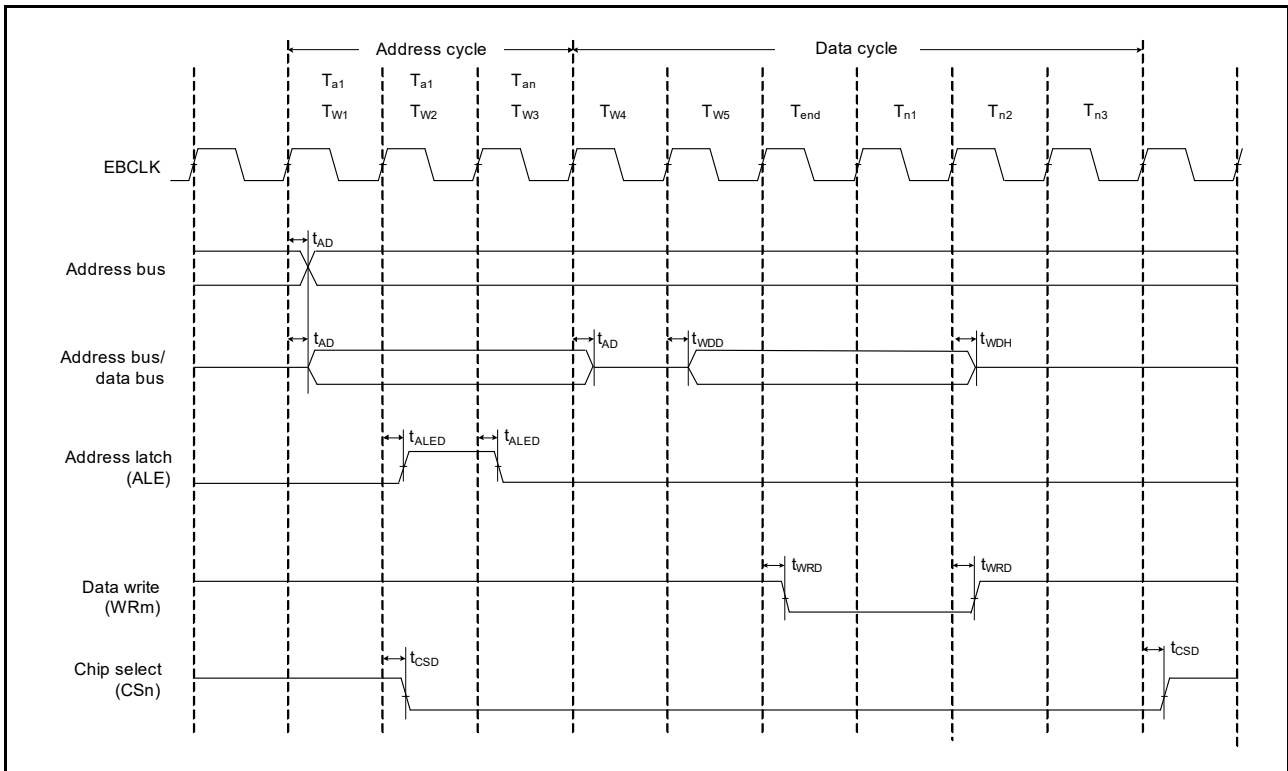 Address cycle Data cycle
Ta1 Ta1 Tan
TW1 TW2 TW3 TW4 TW5 Tend Tn1 Tn2 Tn3
EBCLK
tAD
Address bus
tAD tAD tWDD tWDH
Address bus/
data bus
tALED tALED
Address latch
(ALE)
tWRD tWRD
Data write
(WRm)
tCSD tCSD
Chip select
(CSn)